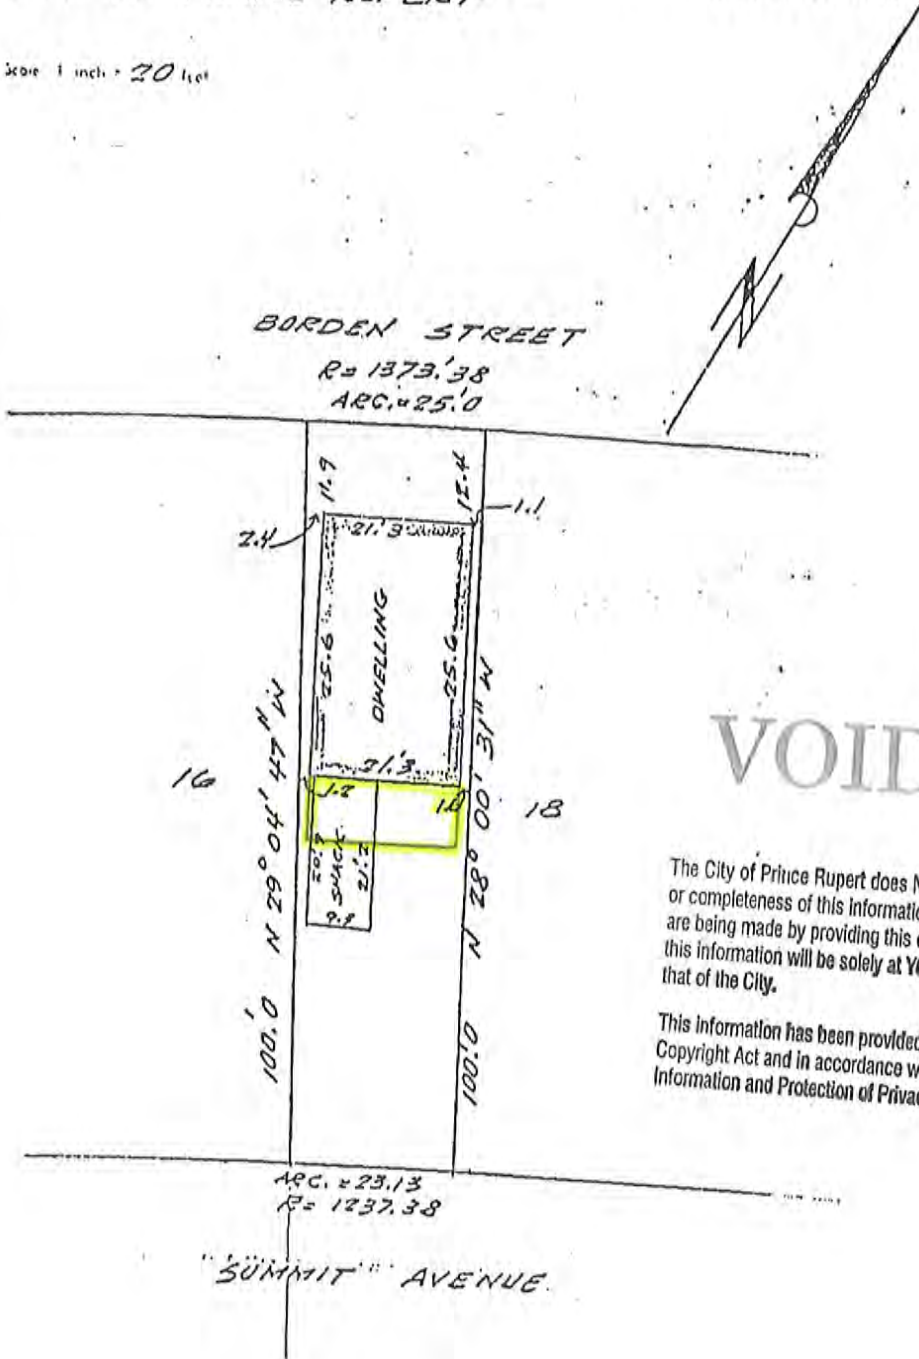 Scale 1 inch = 20 feet
BORDEN STREET
R= 1373.'38
ARC.= 25.'0
11.9
12.4
1.1
2.4
21.'3
25.6
DWELLING
25.6
21.'3
1.2
16
18
20.'7
SHACK
21.'2
9.9
N 29° 04' 47" W
100.'0
N 28° 00' 31" W
100.'0
VOID
The City of Prince Rupert does N
or completeness of this informatio
are being made by providing this
this information will be solely at
that of the City.
This information has been provided
Copyright Act and in accordance w
Information and Protection of Priva
ARC. = 23.13
R= 1237.38
SUMMIT AVENUE.